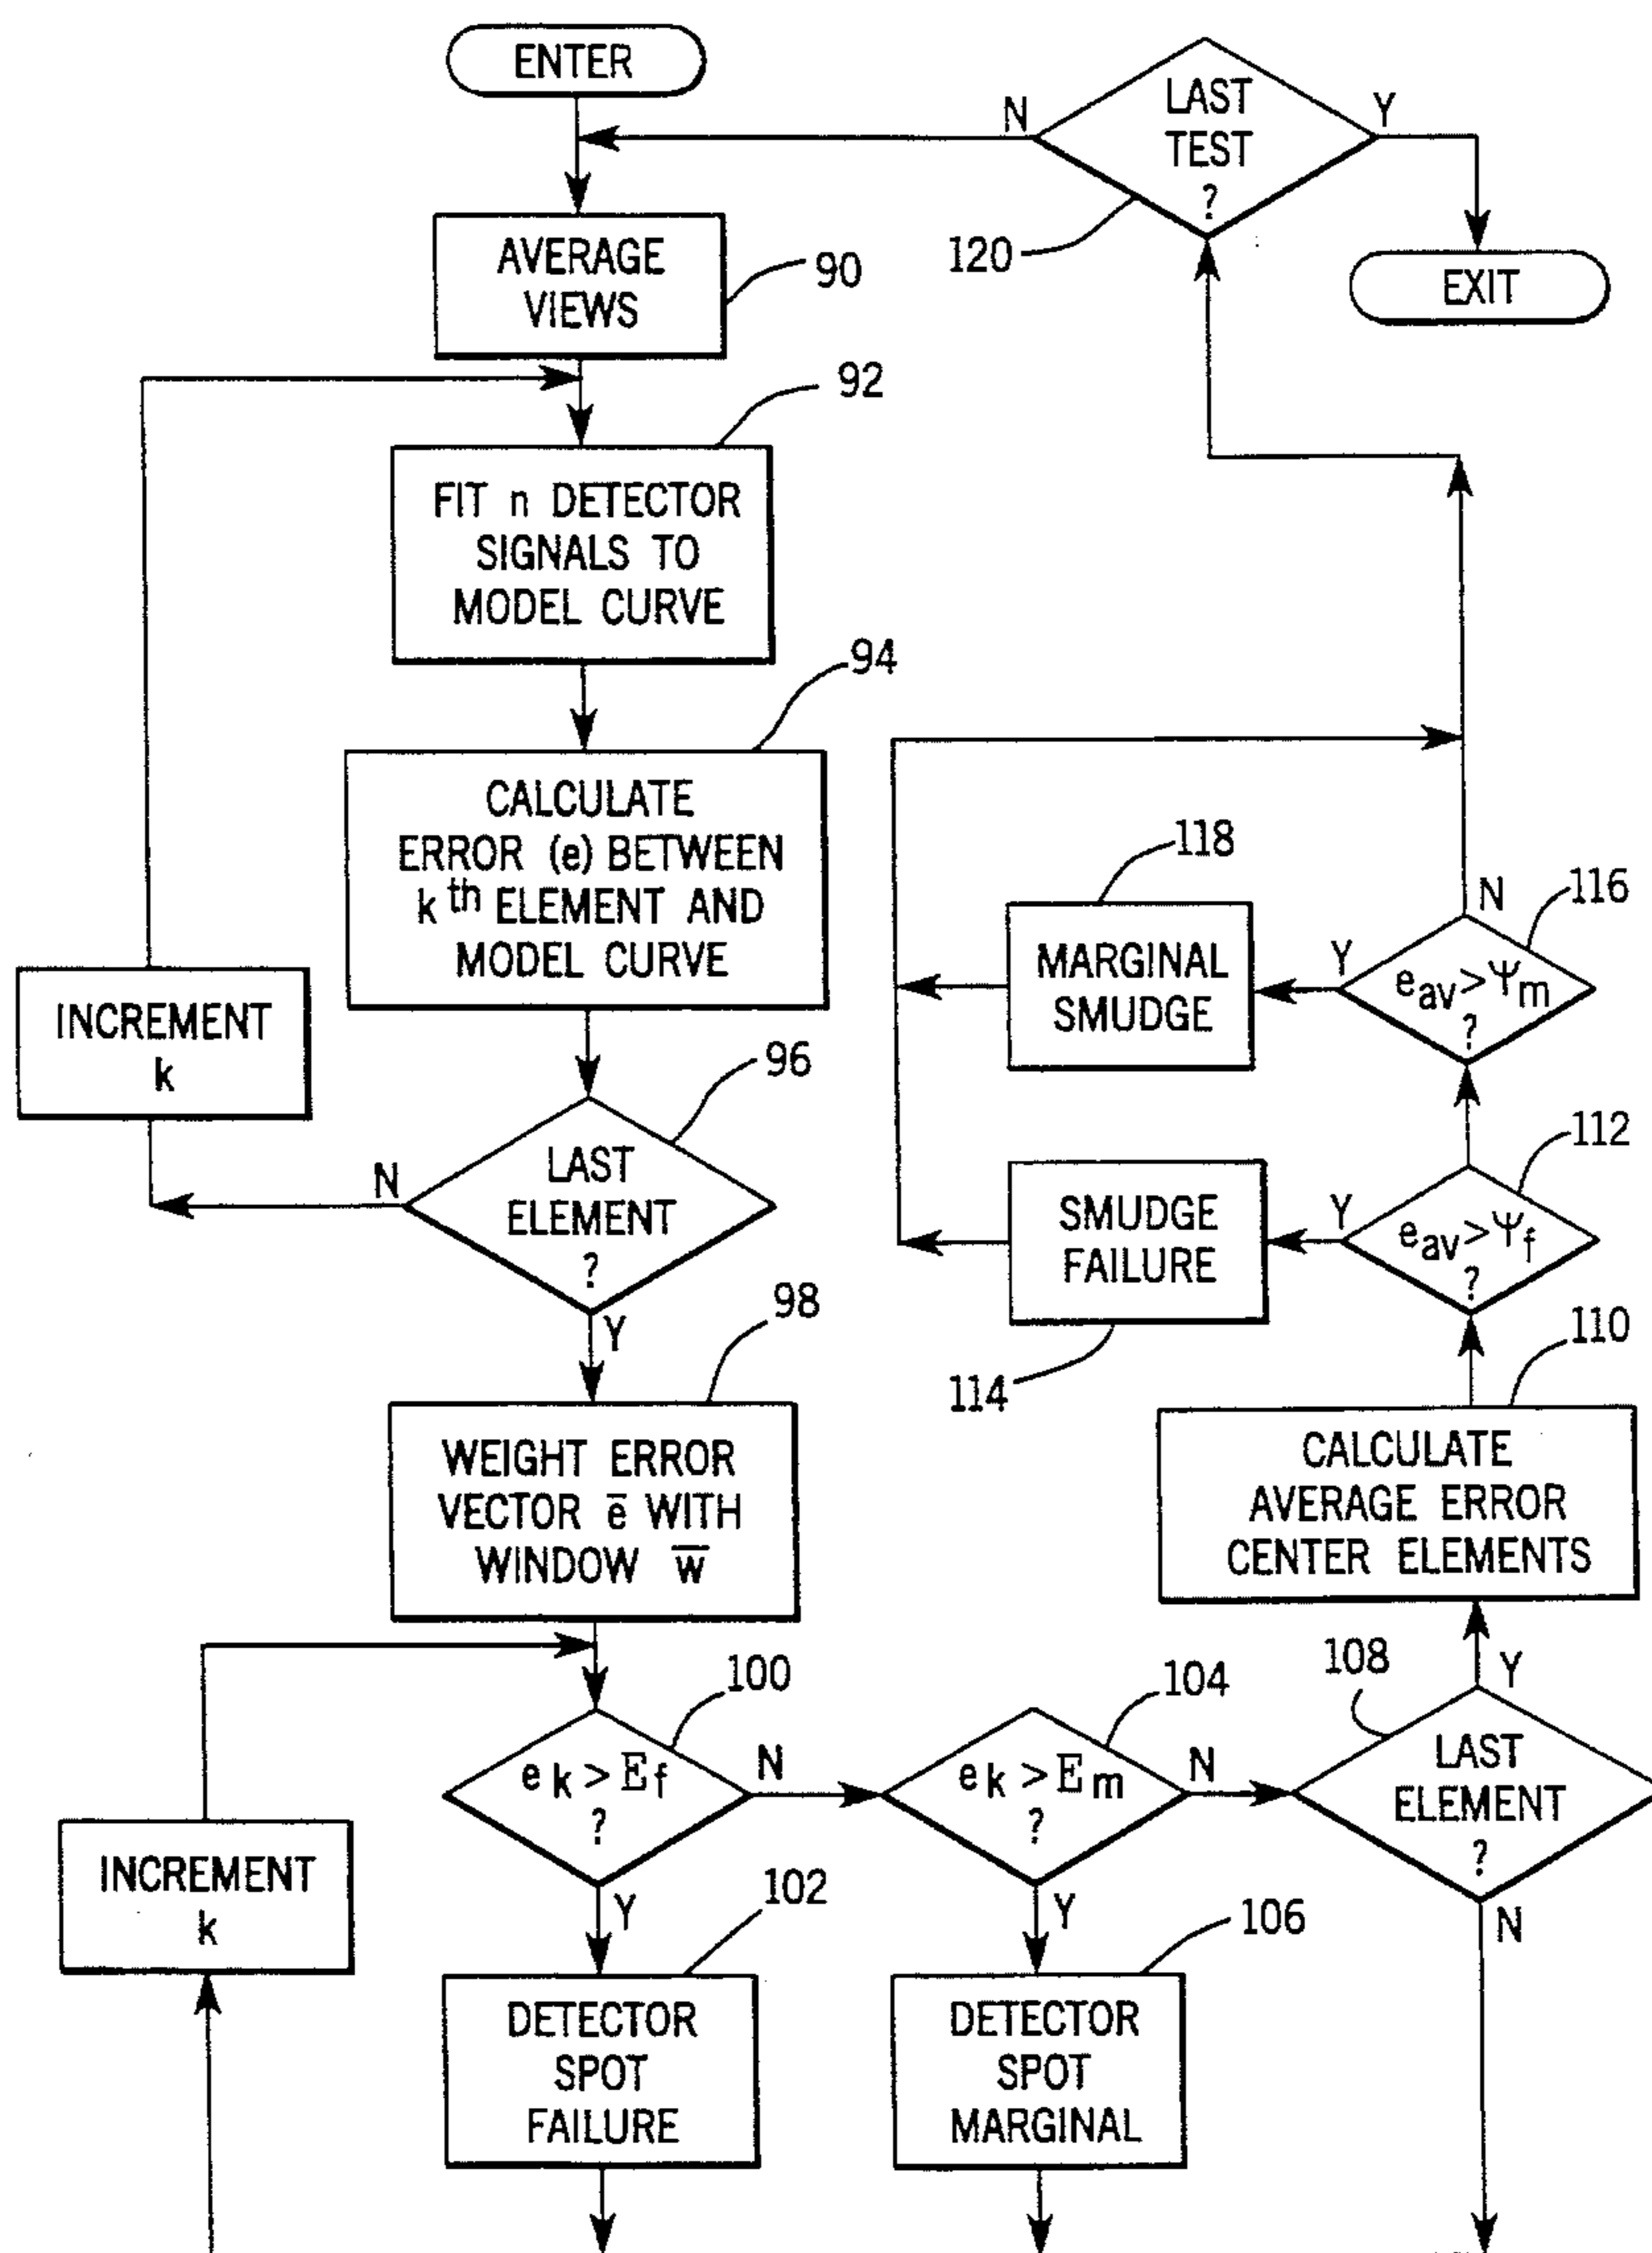 ENTER
AVERAGE
VIEWS
90
92
FIT n DETECTOR
SIGNALS TO
MODEL CURVE
94
CALCULATE
ERROR (e) BETWEEN
kth ELEMENT AND
MODEL CURVE
INCREMENT
k
96
N
LAST
ELEMENT
?
Y
98
WEIGHT ERROR
VECTOR e̅ WITH
WINDOW w̅
100
ek > Ef
?
N
Y
INCREMENT
k
102
DETECTOR
SPOT
FAILURE
104
ek > Em
?
N
Y
106
DETECTOR
SPOT
MARGINAL
108
LAST
ELEMENT
?
Y
N
110
CALCULATE
AVERAGE ERROR
CENTER ELEMENTS
112
eav > Ψf
?
Y
SMUDGE
FAILURE
114
116
eav > Ψm
?
N
Y
118
MARGINAL
SMUDGE
LAST
TEST
?
N
Y
120
EXIT